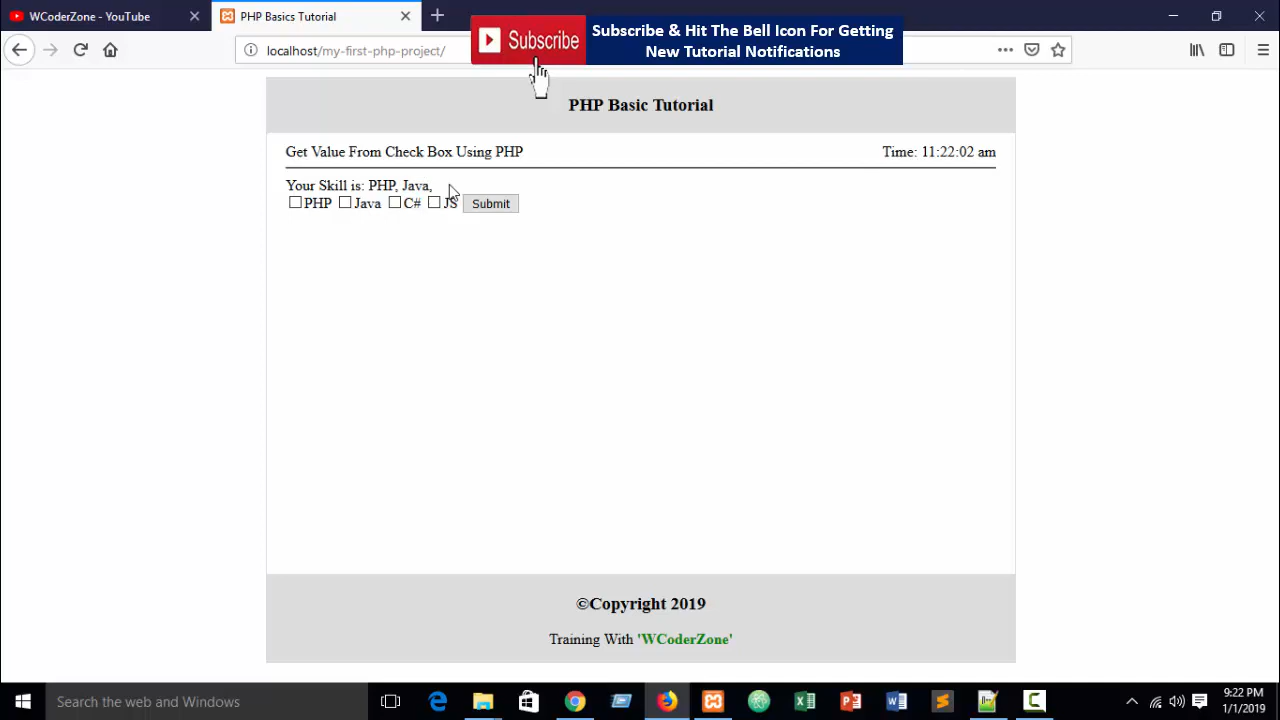 WCoderZone - YouTube
PHP Basics Tutorial
Subscribe
Subscribe & Hit The Bell Icon For Getting
New Tutorial Notifications
localhost/my-first-php-project/
PHP Basic Tutorial
Get Value From Check Box Using PHP
Time: 11:22:02 am
Your Skill is: PHP, Java,
PHP Java C# JS Submit
©Copyright 2019
Training With 'WCoderZone'
Search the web and Windows
9:22 PM
1/1/2019